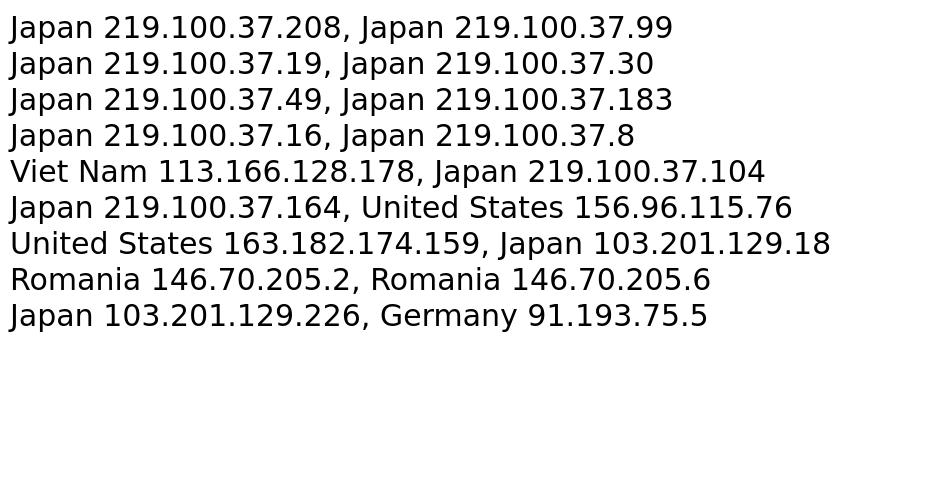 Japan 219.100.37.208, Japan 219.100.37.99
Japan 219.100.37.19, Japan 219.100.37.30
Japan 219.100.37.49, Japan 219.100.37.183
Japan 219.100.37.16, Japan 219.100.37.8
Viet Nam 113.166.128.178, Japan 219.100.37.104
Japan 219.100.37.164, United States 156.96.115.76
United States 163.182.174.159, Japan 103.201.129.18
Romania 146.70.205.2, Romania 146.70.205.6
Japan 103.201.129.226, Germany 91.193.75.5